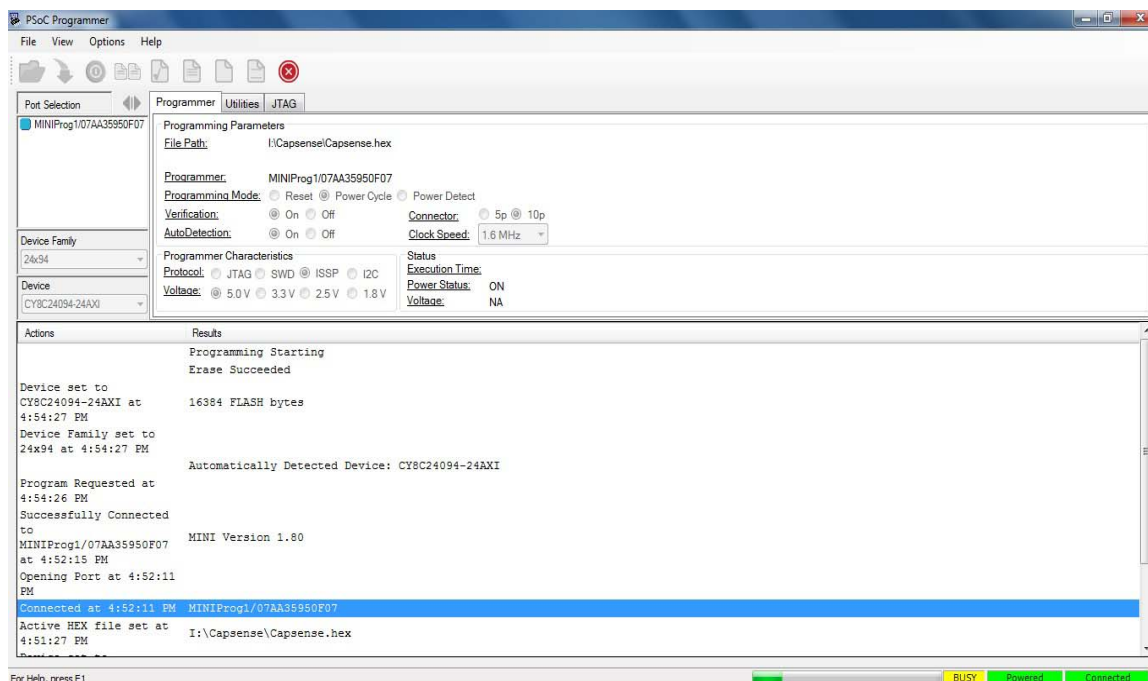 PSoC Programmer
File View Options Help
Port Selection
MINIProg1/07AA35950F07
Device Family
24x94
Device
CY8C24094-24AXI
Programmer Utilities JTAG
Programming Parameters
File Path: I:\Capsense\Capsense.hex
Programmer: MINIProg1/07AA35950F07
Programming Mode: Reset Power Cycle Power Detect
Verification: On Off Connector: 5p 10p
AutoDetection: On Off Clock Speed: 1.6 MHz
Programmer Characteristics
Protocol: JTAG SWD ISSP I2C
Voltage: 5.0 V 3.3 V 2.5 V 1.8 V
Status
Execution Time:
Power Status: ON
Voltage: NA
Actions Results
Programming Starting
Erase Succeeded
Device set to
CY8C24094-24AXI at 16384 FLASH bytes
4:54:27 PM
Device Family set to
24x94 at 4:54:27 PM
Automatically Detected Device: CY8C24094-24AXI
Program Requested at
4:54:26 PM
Successfully Connected
to
MINIProg1/07AA35950F07 MINI Version 1.80
at 4:52:15 PM
Opening Port at 4:52:11
PM
Connected at 4:52:11 PM MINIProg1/07AA35950F07
Active HEX file set at
4:51:27 PM I:\Capsense\Capsense.hex
Device set to
For Help, press F1 BUSY Powered Connected